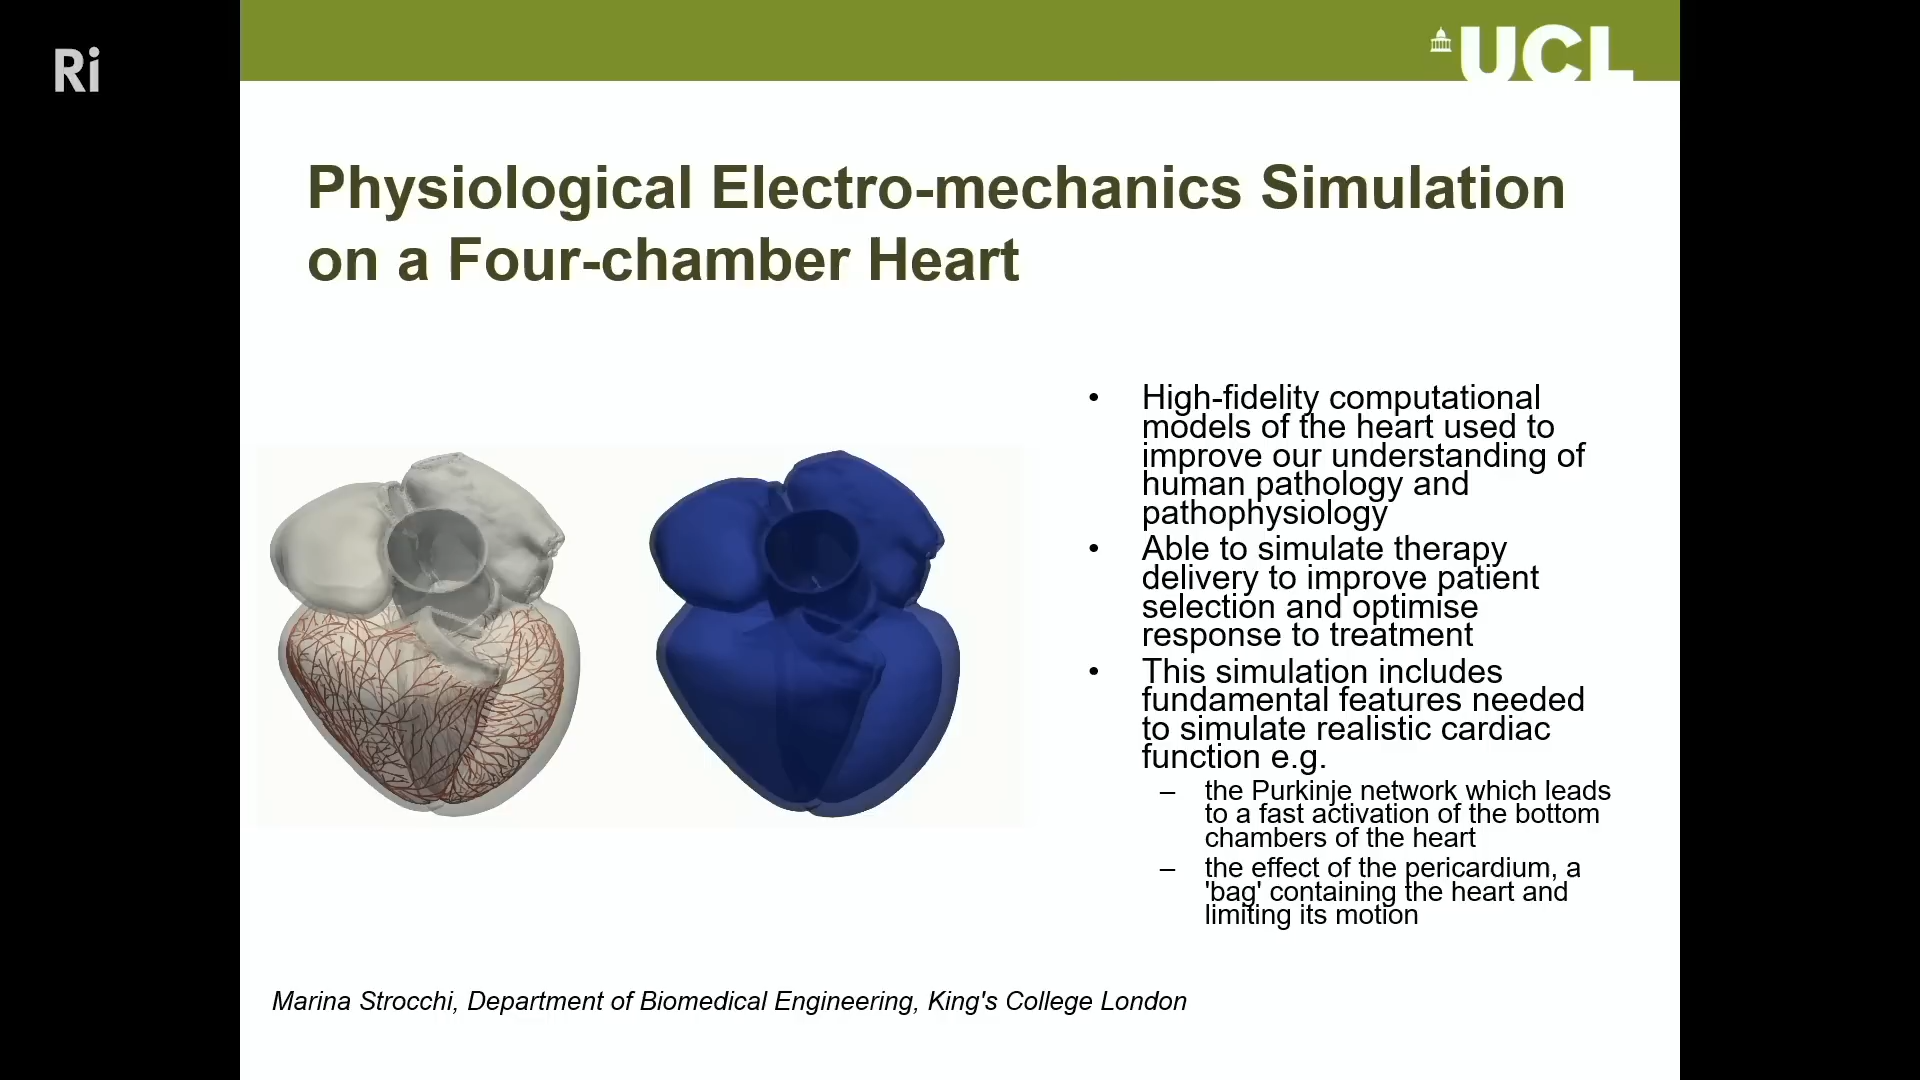 Ri
UCL
Physiological Electro-mechanics Simulation
on a Four-chamber Heart
• High-fidelity computational
models of the heart used to
improve our understanding of
human pathology and
pathophysiology
• Able to simulate therapy
delivery to improve patient
selection and optimise
response to treatment
• This simulation includes
fundamental features needed
to simulate realistic cardiac
function e.g.
– the Purkinje network which leads
to a fast activation of the bottom
chambers of the heart
– the effect of the pericardium, a
'bag' containing the heart and
limiting its motion
Marina Strocchi, Department of Biomedical Engineering, King's College London